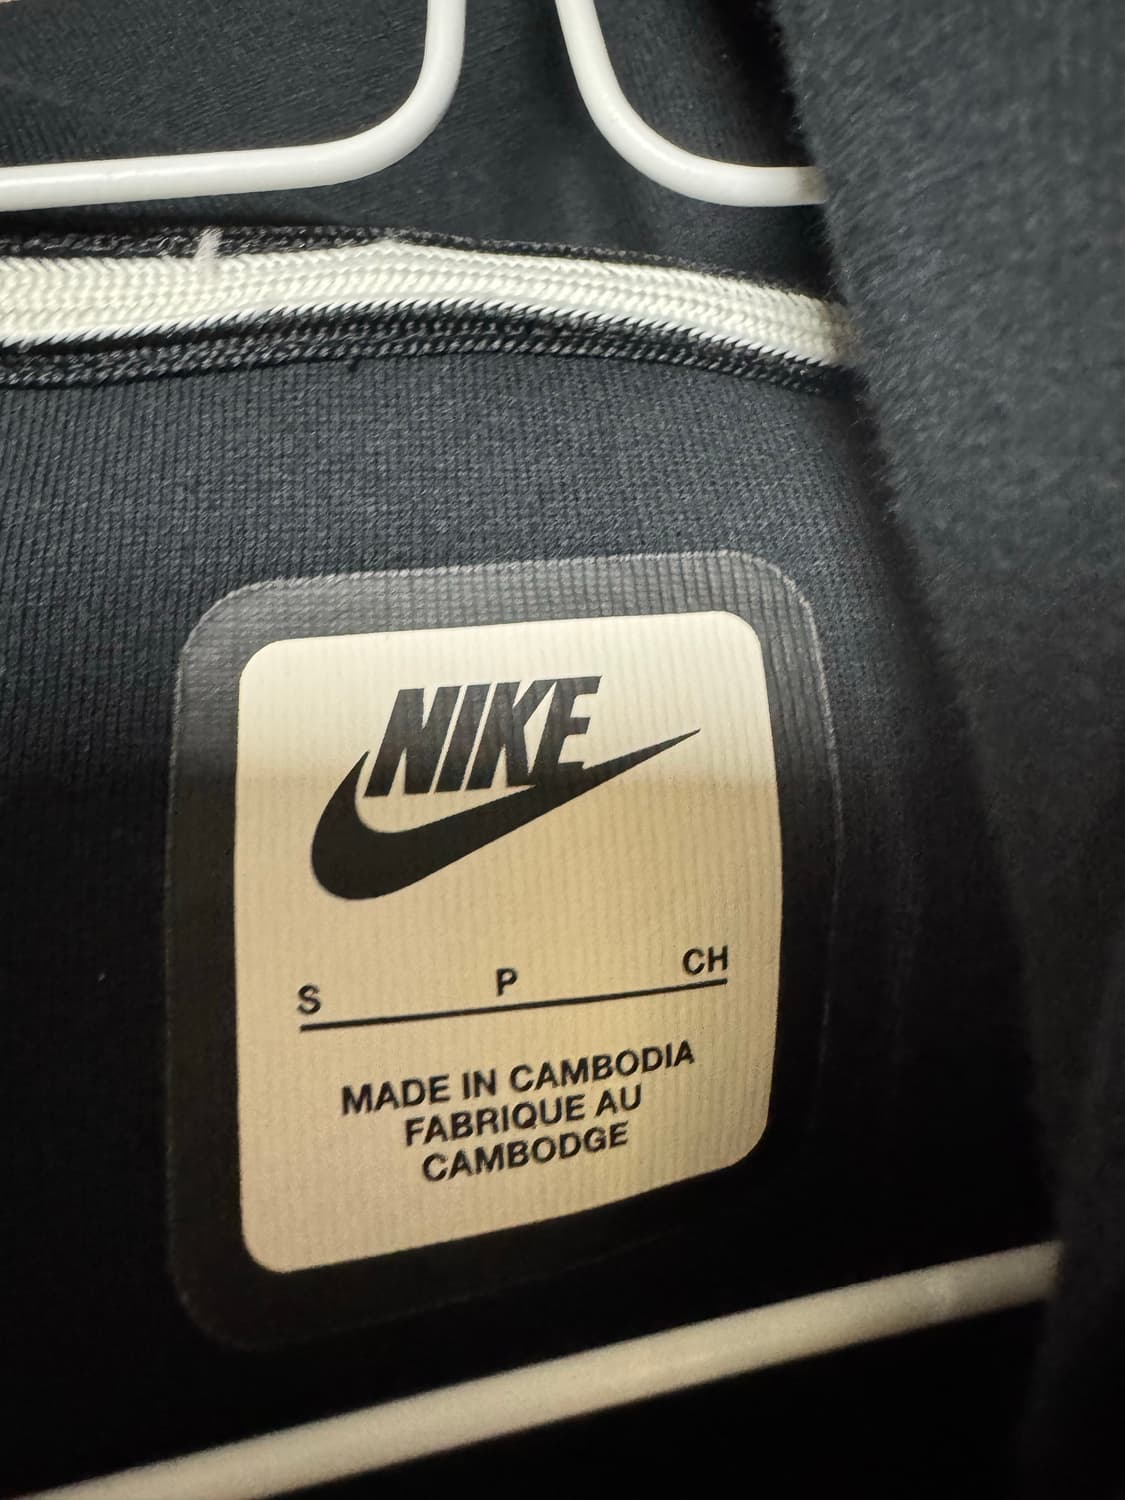 NIKE
S P CH
MADE IN CAMBODIA
FABRIQUE AU
CAMBODGE